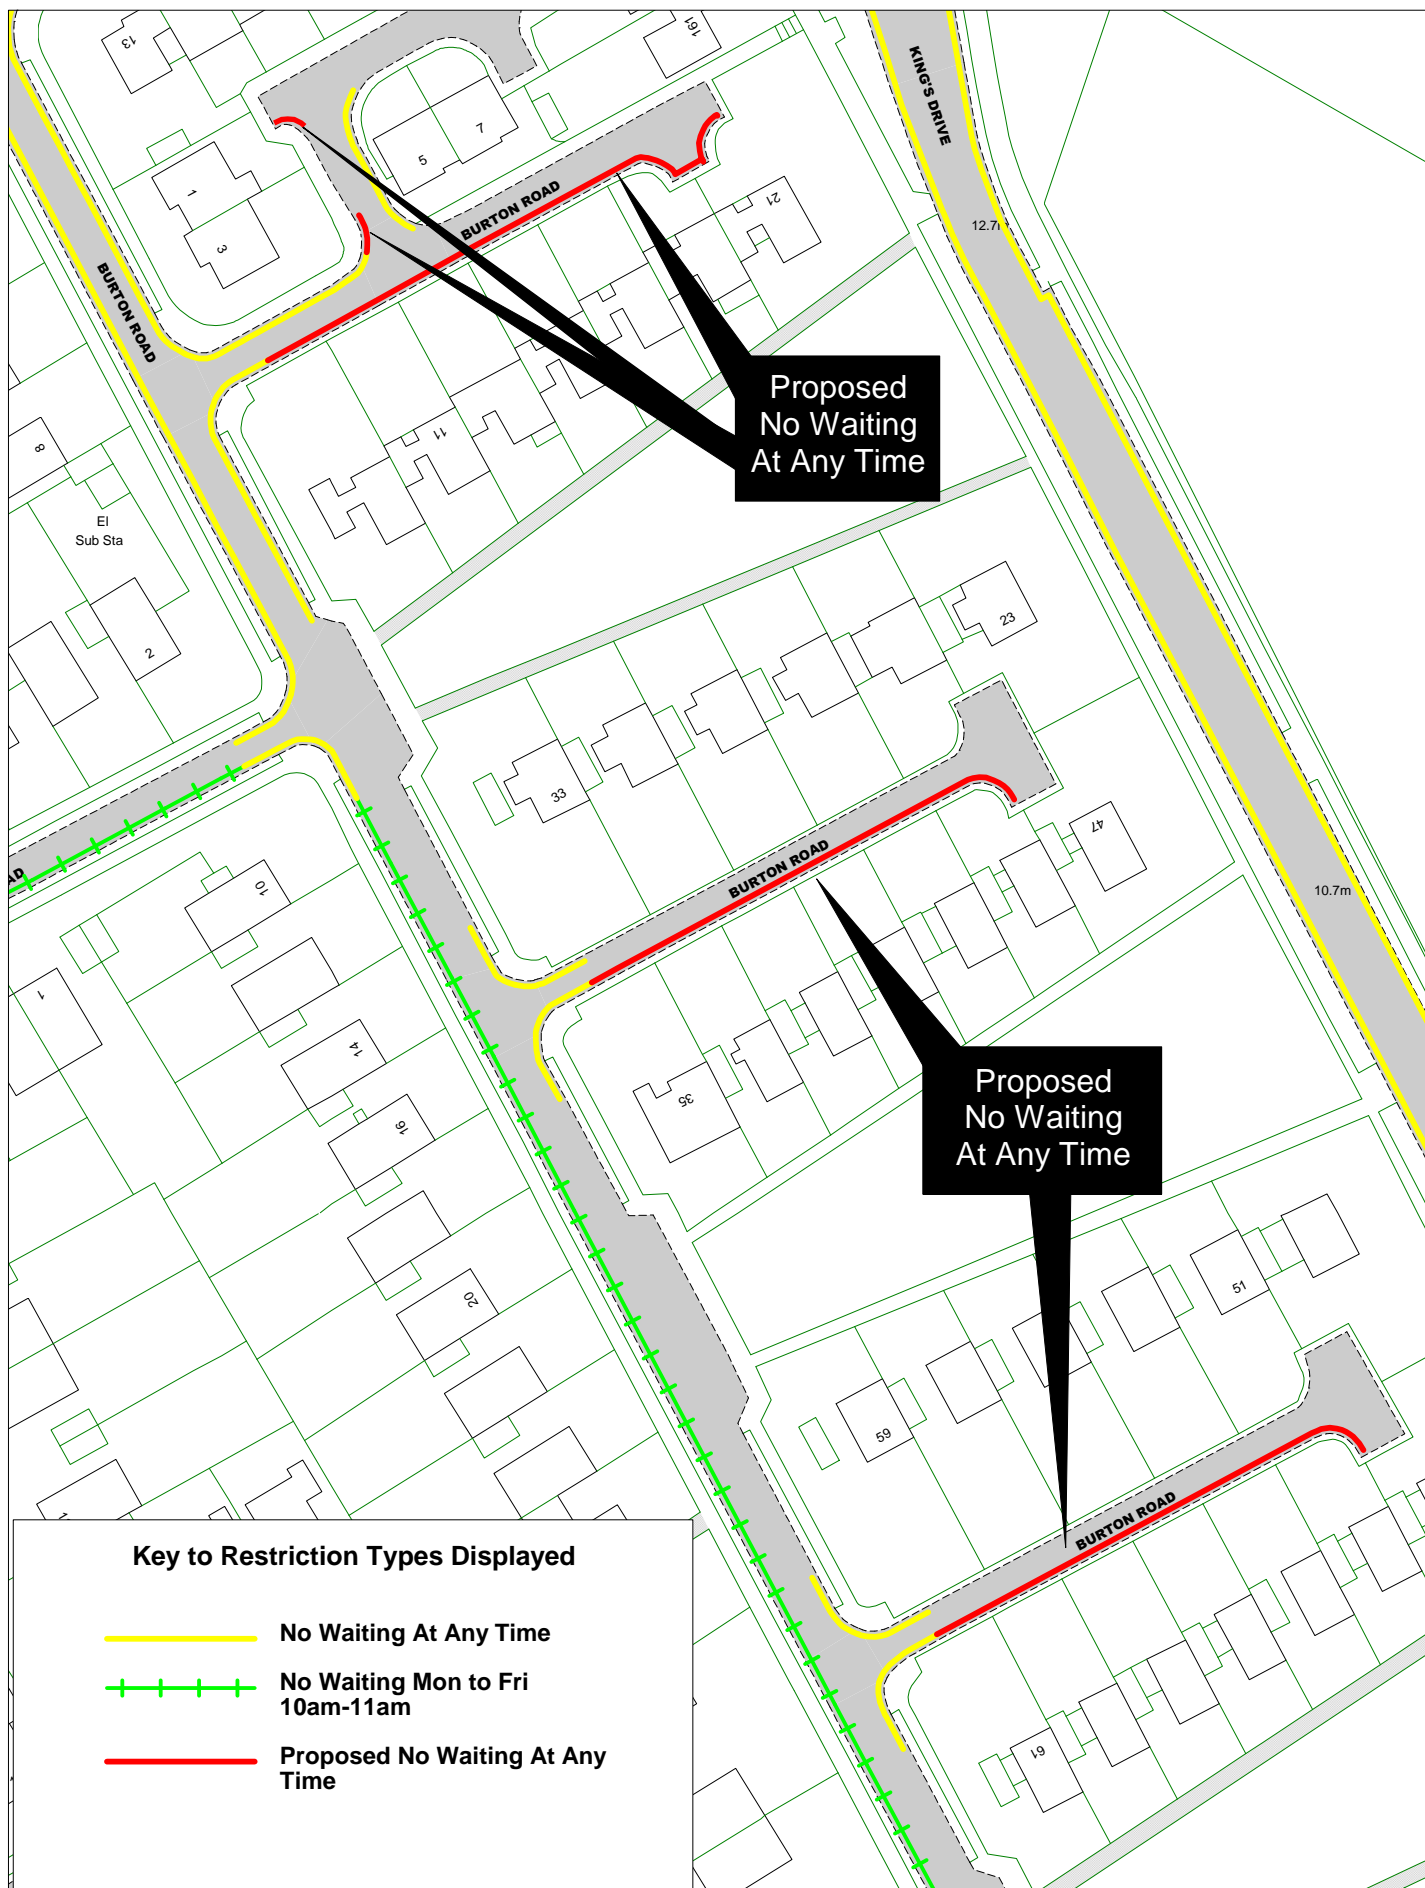 13
161
KING'S DRIVE
7
5
1
3
BURTON ROAD
21
12.7
BURTON ROAD
Proposed
No Waiting
At Any Time
11
8
El
Sub Sta
2
23
33
47
BURTON ROAD
10
10.7m
1
14
16
35
Proposed
No Waiting
At Any Time
20
51
59
BURTON ROAD
61
Key to Restriction Types Displayed
No Waiting At Any Time
No Waiting Mon to Fri
10am-11am
Proposed No Waiting At Any
Time